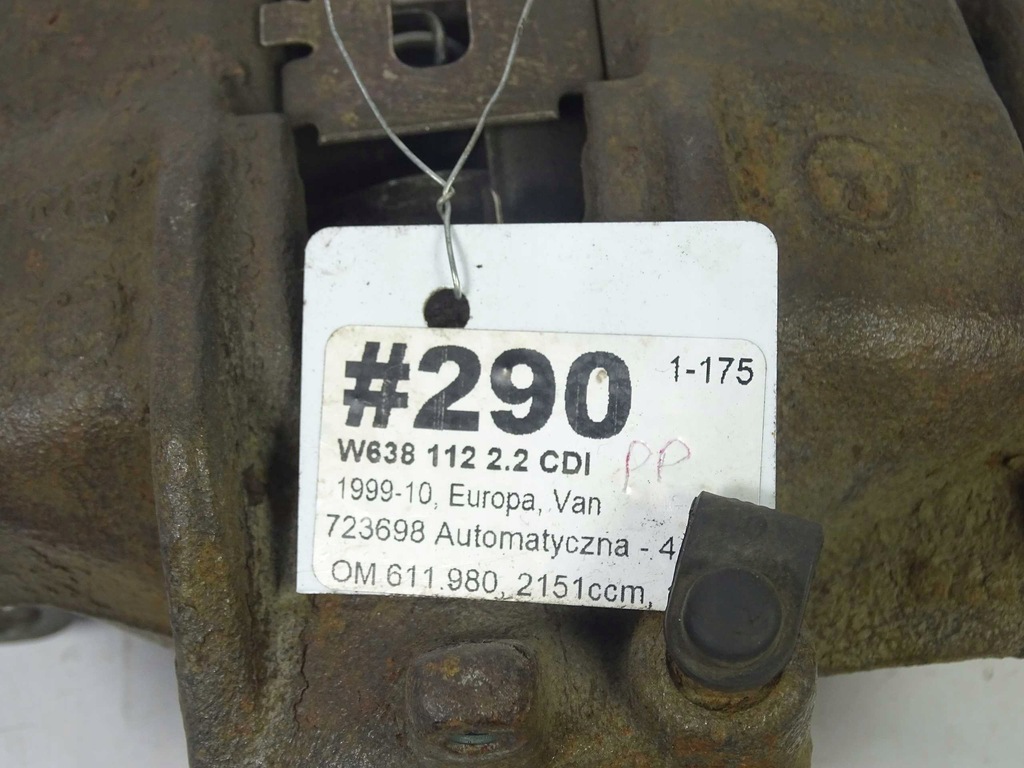 #290 1-175
W638 112 2.2 CDI PP
1999-10, Europa, Van
723698 Automatyczna - 4
OM 611.980, 2151ccm,